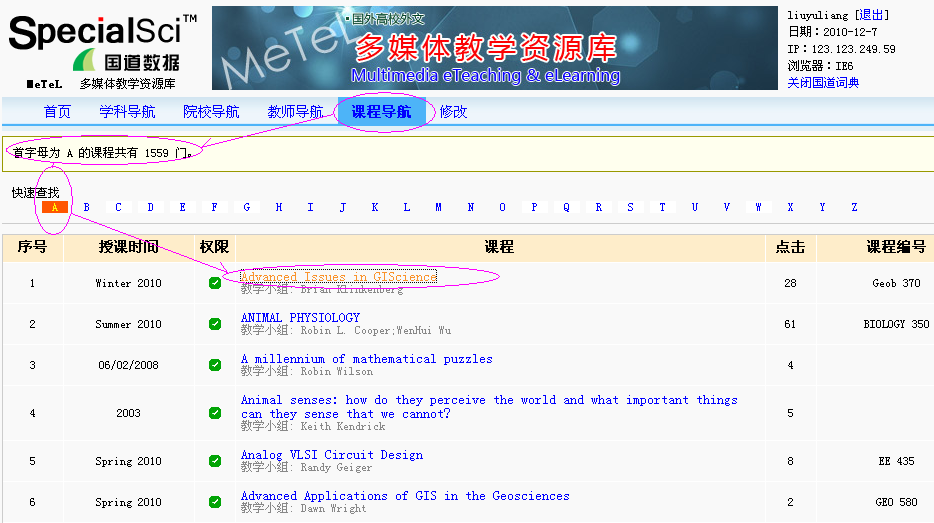 SpecialSci™
国道数据
MeTeL 多媒体教学资源库
MeTeL
·国外高校外文
多媒体教学资源库
Multimedia eTeaching & eLearning
liuyuliang [退出]
日期：2010-12-7
IP：123.123.249.59
浏览器：IE6
关闭国道词典
首页 学科导航 院校导航 教师导航 课程导航 修改
首字母为 A 的课程共有 1559 门。
快速查找
A B C D E F G H I J K L M N O P Q R S T U V W X Y Z
序号 授课时间 权限 课程 点击 课程编号
1 Winter 2010 Advanced Issues in GIScience 28 Geob 370
教学小组: Brian Klinkenberg
2 Summer 2010 ANIMAL PHYSIOLOGY 61 BIOLOGY 350
教学小组: Robin L. Cooper;WenHui Wu
3 06/02/2008 A millennium of mathematical puzzles 4
教学小组: Robin Wilson
4 2003 Animal senses: how do they perceive the world and what important things 5
can they sense that we cannot?
教学小组: Keith Kendrick
5 Spring 2010 Analog VLSI Circuit Design 8 EE 435
教学小组: Randy Geiger
6 Spring 2010 Advanced Applications of GIS in the Geosciences 2 GEO 580
教学小组: Dawn Wright